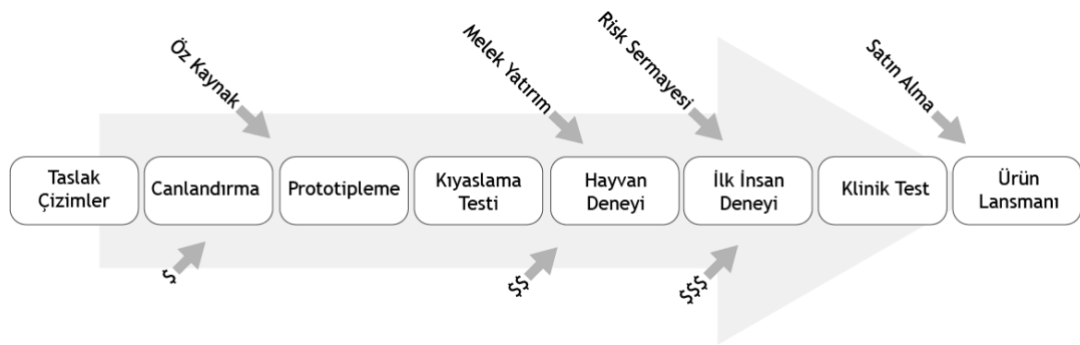 Öz Kaynak
Melek Yatırım
Risk Sermayesi
Satın Alma
Taslak
Çizimler
Canlandırma
Prototipleme
Kıyaslama
Testi
Hayvan
Deneyi
İlk İnsan
Deneyi
Klinik Test
Ürün
Lansmanı
$
$$
$$$